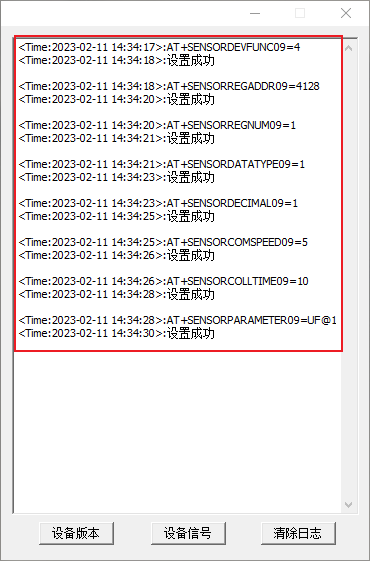 <Time:2023-02-11 14:34:17>:AT+SENSORDEVFUNC09=4
<Time:2023-02-11 14:34:18>:设置成功
<Time:2023-02-11 14:34:18>:AT+SENSORREGADDR09=4128
<Time:2023-02-11 14:34:20>:设置成功
<Time:2023-02-11 14:34:20>:AT+SENSORREGNUM09=1
<Time:2023-02-11 14:34:21>:设置成功
<Time:2023-02-11 14:34:21>:AT+SENSORDATATYPE09=1
<Time:2023-02-11 14:34:23>:设置成功
<Time:2023-02-11 14:34:23>:AT+SENSORDECIMAL09=1
<Time:2023-02-11 14:34:25>:设置成功
<Time:2023-02-11 14:34:25>:AT+SENSORCOMSPEED09=5
<Time:2023-02-11 14:34:26>:设置成功
<Time:2023-02-11 14:34:26>:AT+SENSORCOLLTIME09=10
<Time:2023-02-11 14:34:28>:设置成功
<Time:2023-02-11 14:34:28>:AT+SENSORPARAMETER09=UF@1
<Time:2023-02-11 14:34:30>:设置成功
设备版本
设备信号
清除日志